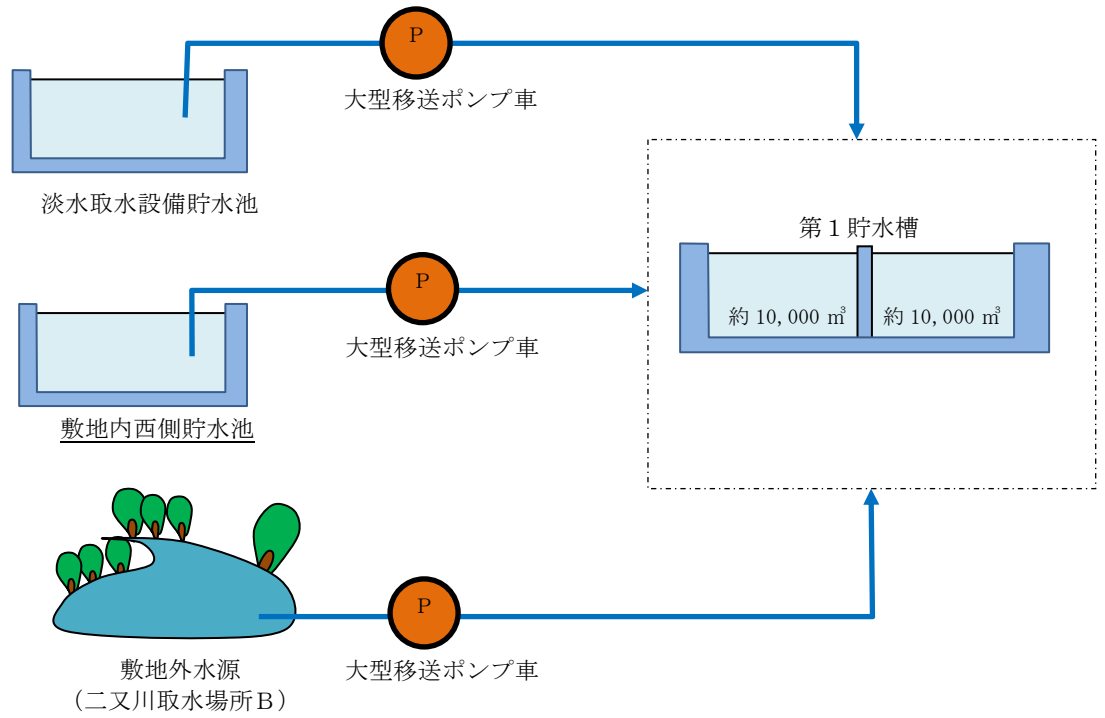 P
大型移送ポンプ車
淡水取水設備貯水池
第１貯水槽
約 10,000 ㎥
約 10,000 ㎥
P
大型移送ポンプ車
敷地内西側貯水池
P
大型移送ポンプ車
敷地外水源
（二又川取水場所Ｂ）